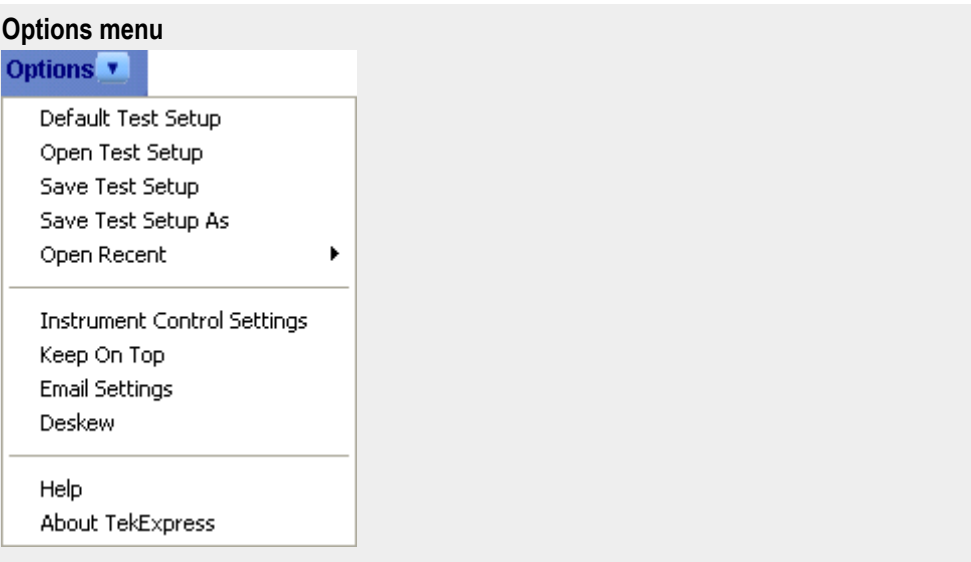 Options menu
Options
Default Test Setup
Open Test Setup
Save Test Setup
Save Test Setup As
Open Recent
Instrument Control Settings
Keep On Top
Email Settings
Deskew
Help
About TekExpress